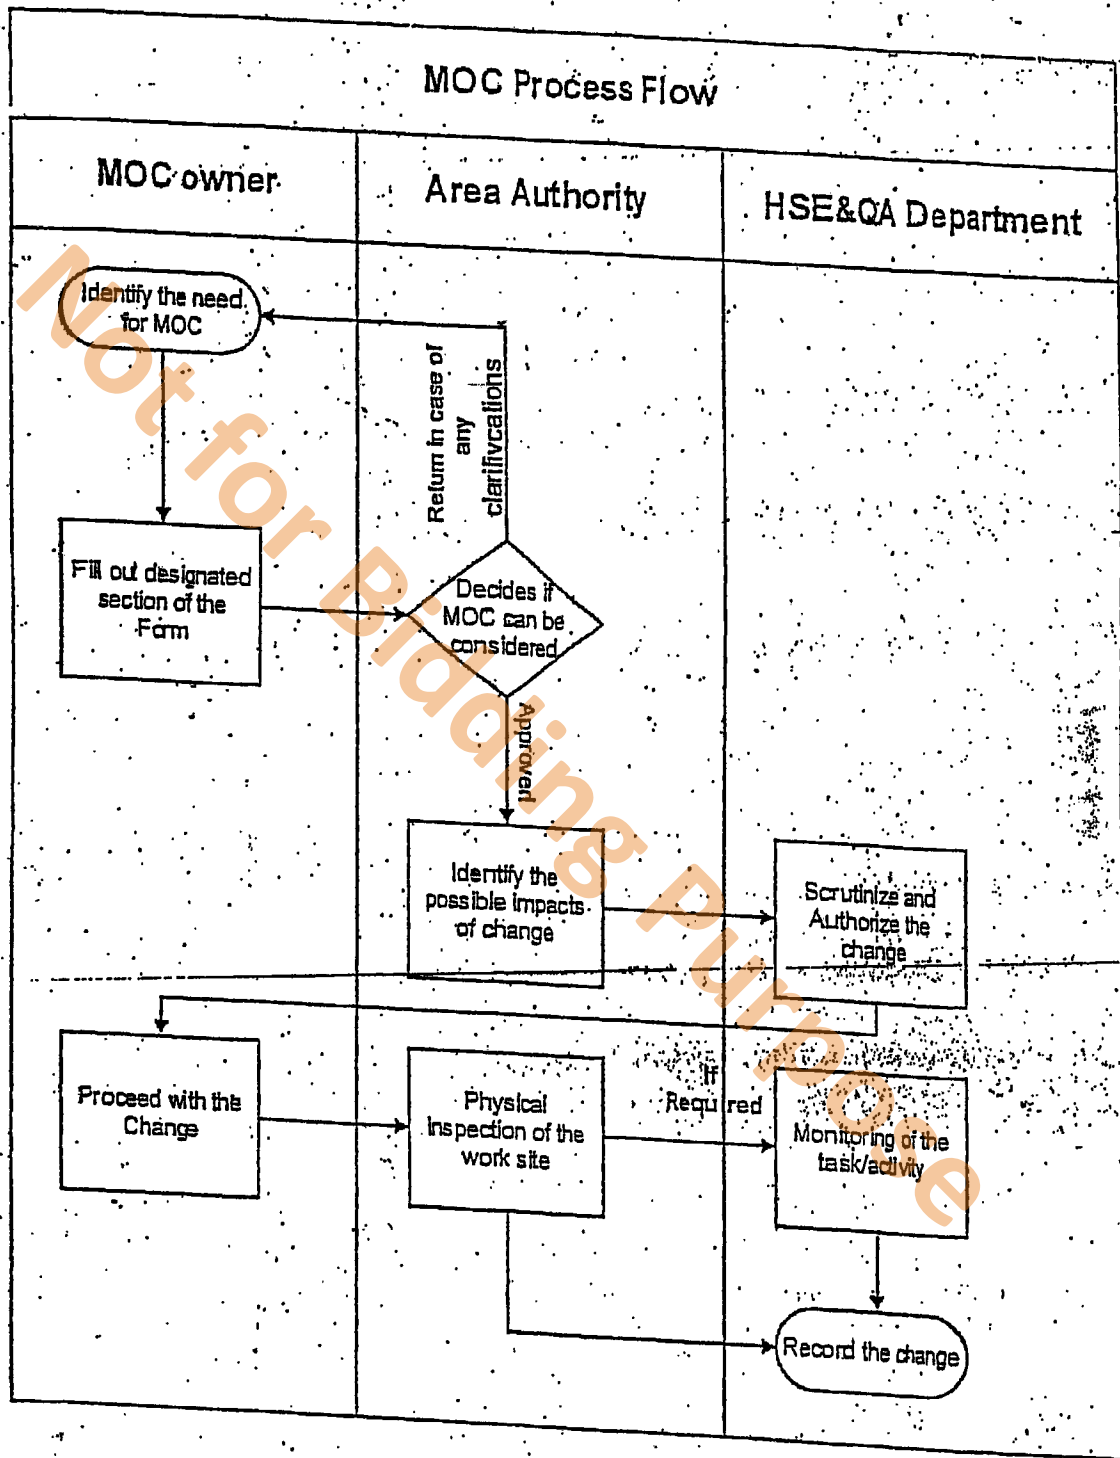 MOC Process Flow
MOC owner
Area Authority
HSE&QA Department
Identify the need
for MOC
Return in case of
any
clarifivcations
Fill out designated
section of the
Form
Decides if
MOC can be
considered
Approved
Identify the
possible impacts
of change
Scrutinize and
Authorize the
change
Proceed with the
Change
Physical
Inspection of the
work site
If
Required
Monitoring of the
task/activity
Record the change
Not for Bidding Purpose